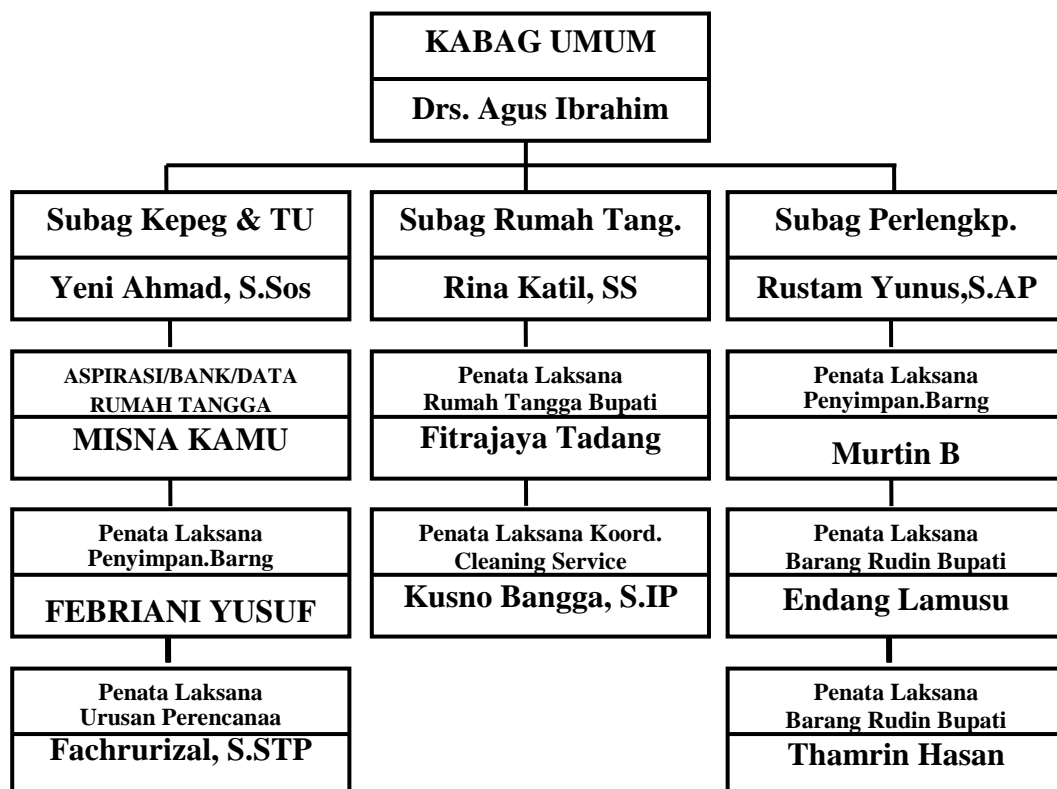 KABAG UMUM
Drs. Agus Ibrahim
Subag Kepeg & TU
Yeni Ahmad, S.Sos
Subag Rumah Tang.
Rina Katil, SS
Subag Perlengkp.
Rustam Yunus,S.AP
ASPIRASI/BANK/DATA
RUMAH TANGGA
MISNA KAMU
Penata Laksana
Rumah Tangga Bupati
Fitrajaya Tadang
Penata Laksana
Penyimpan.Barng
Murtin B
Penata Laksana
Penyimpan.Barng
FEBRIANI YUSUF
Penata Laksana Koord.
Cleaning Service
Kusno Bangga, S.IP
Penata Laksana
Barang Rudin Bupati
Endang Lamusu
Penata Laksana
Urusan Perencanaa
Fachrurizal, S.STP
Penata Laksana
Barang Rudin Bupati
Thamrin Hasan